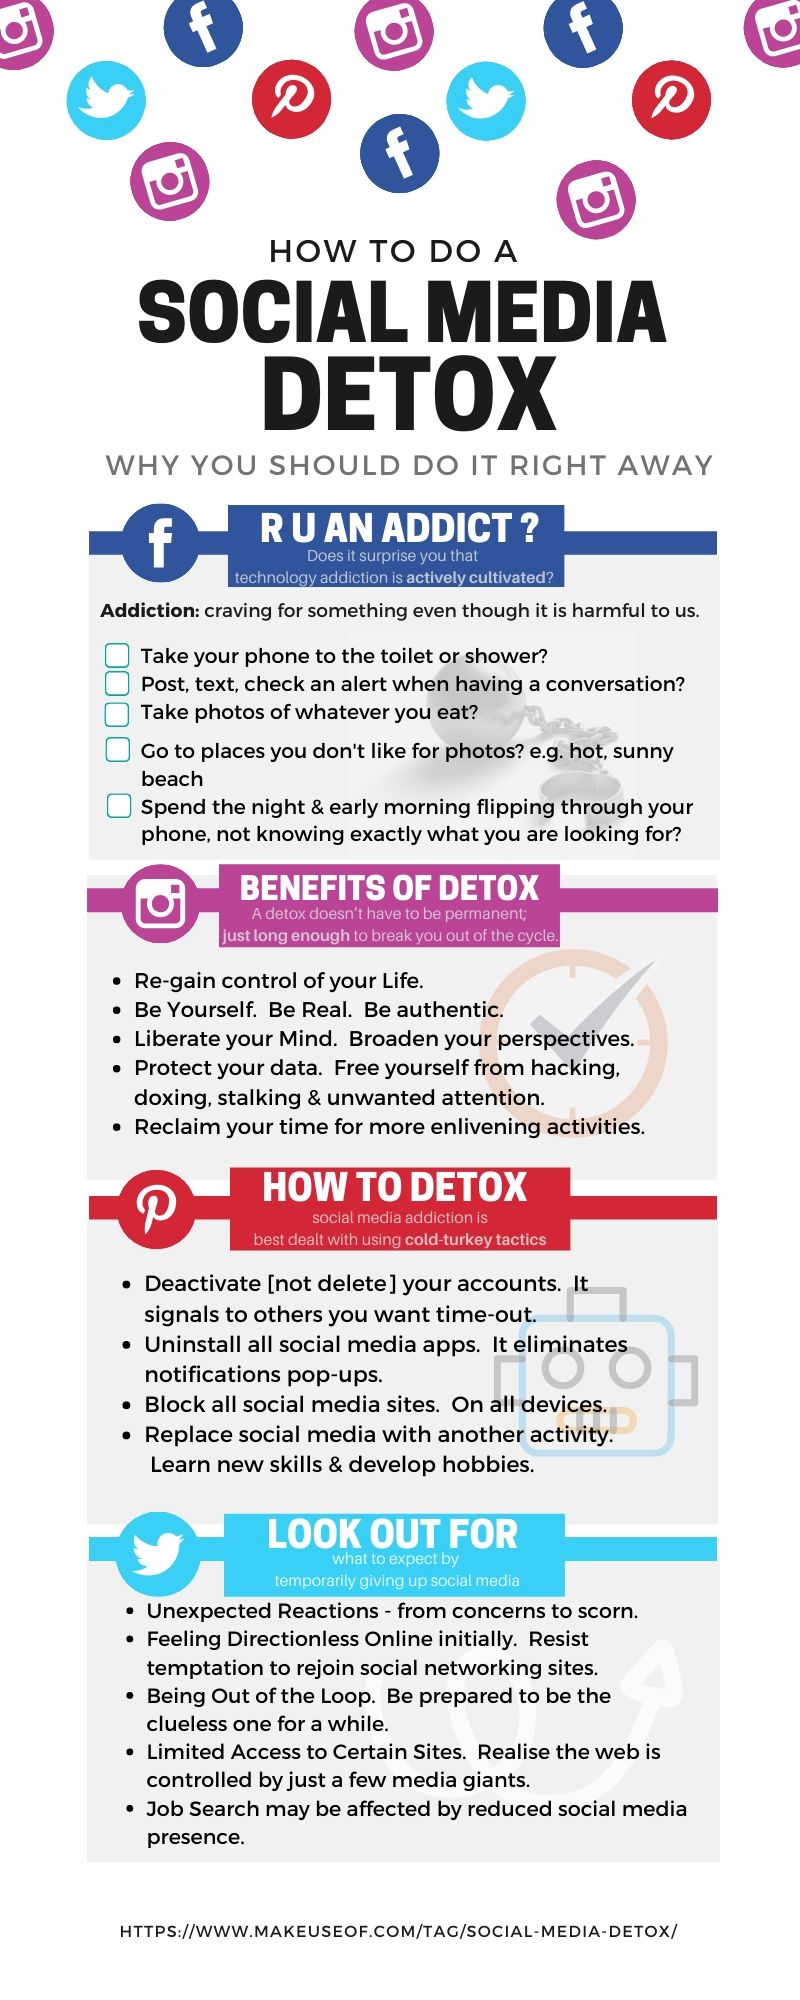 HOW TO DO A
SOCIAL MEDIA
DETOX
WHY YOU SHOULD DO IT RIGHT AWAY
R U AN ADDICT ?
Does it surprise you that
technology addiction is actively cultivated?
Addiction: craving for something even though it is harmful to us.
Take your phone to the toilet or shower?
Post, text, check an alert when having a conversation?
Take photos of whatever you eat?
Go to places you don't like for photos? e.g. hot, sunny
beach
Spend the night & early morning flipping through your
phone, not knowing exactly what you are looking for?
BENEFITS OF DETOX
A detox doesn't have to be permanent;
just long enough to break you out of the cycle.
• Re-gain control of your Life.
• Be Yourself. Be Real. Be authentic.
• Liberate your Mind. Broaden your perspectives.
• Protect your data. Free yourself from hacking,
doxing, stalking & unwanted attention.
• Reclaim your time for more enlivening activities.
HOW TO DETOX
social media addiction is
best dealt with using cold-turkey tactics
• Deactivate [not delete] your accounts. It
signals to others you want time-out.
• Uninstall all social media apps. It eliminates
notifications pop-ups.
• Block all social media sites. On all devices.
• Replace social media with another activity.
Learn new skills & develop hobbies.
LOOK OUT FOR
what to expect by
temporarily giving up social media
• Unexpected Reactions - from concerns to scorn.
• Feeling Directionless Online initially. Resist
temptation to rejoin social networking sites.
• Being Out of the Loop. Be prepared to be the
clueless one for a while.
• Limited Access to Certain Sites. Realise the web is
controlled by just a few media giants.
• Job Search may be affected by reduced social media
presence.
HTTPS://WWW.MAKEUSEOF.COM/TAG/SOCIAL-MEDIA-DETOX/